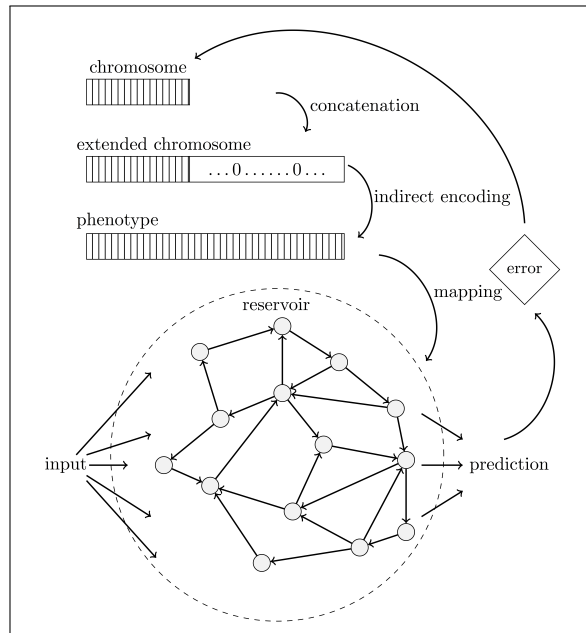 chromosome
concatenation
extended chromosome
...0......0...
indirect encoding
phenotype
error
mapping
reservoir
input
prediction